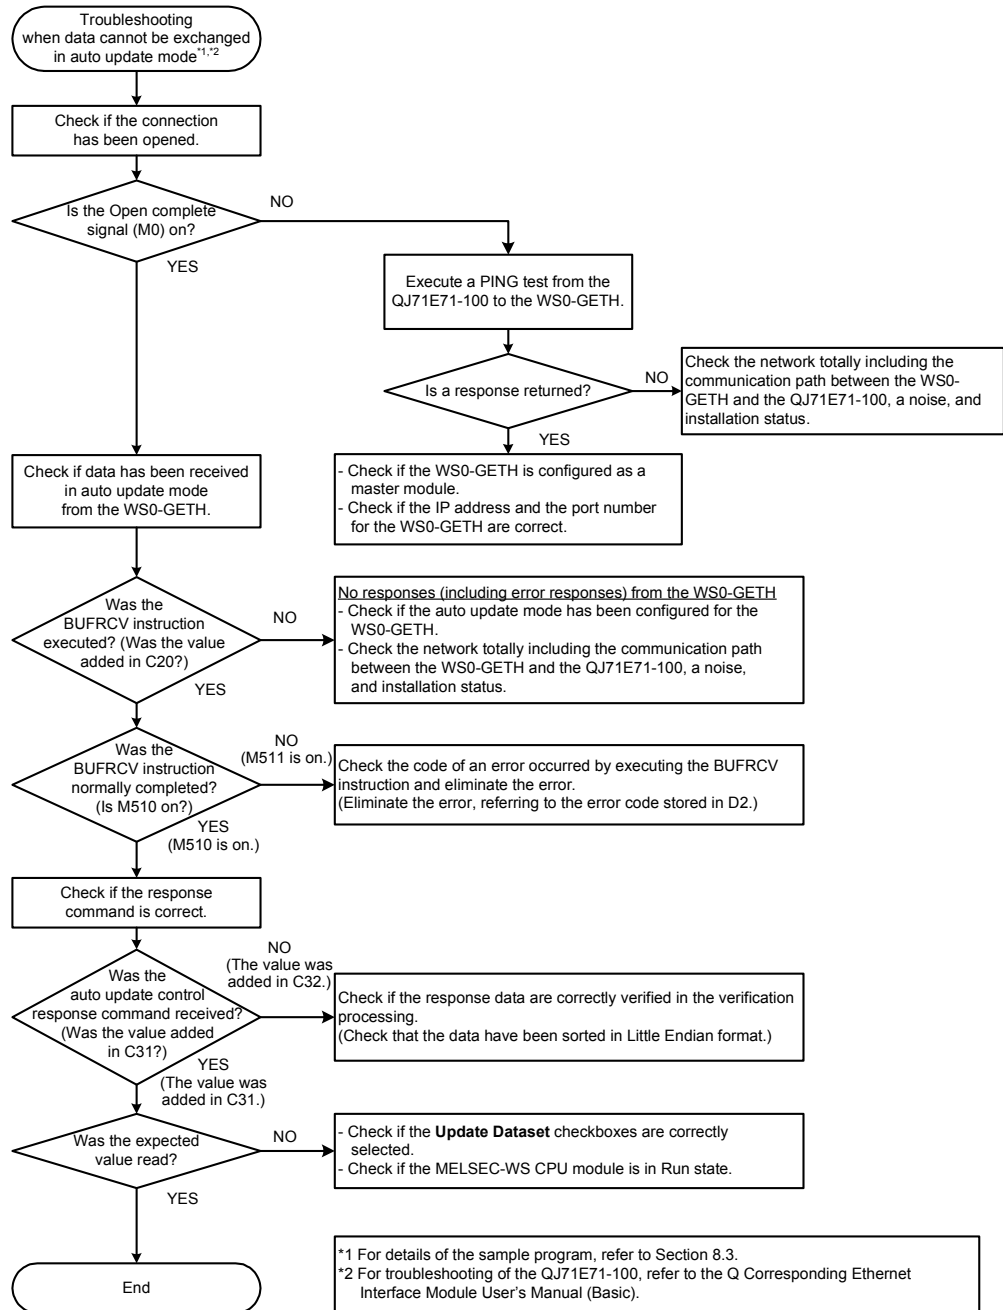 Troubleshooting
when data cannot be exchanged
in auto update mode*1,*2
Check if the connection
has been opened.
Is the Open complete
signal (M0) on?
NO
YES
Execute a PING test from the
QJ71E71-100 to the WS0-GETH.
Is a response returned?
NO
Check the network totally including the
communication path between the WS0-
GETH and the QJ71E71-100, a noise, and
installation status.
YES
- Check if the WS0-GETH is configured as a
master module.
- Check if the IP address and the port number
for the WS0-GETH are correct.
Check if data has been received
in auto update mode
from the WS0-GETH.
Was the
BUFRCV instruction
executed? (Was the value
added in C20?)
NO
No responses (including error responses) from the WS0-GETH
- Check if the auto update mode has been configured for the
WS0-GETH.
- Check the network totally including the communication path
between the WS0-GETH and the QJ71E71-100, a noise,
and installation status.
YES
Was the
BUFRCV instruction
normally completed?
(Is M510 on?)
NO
(M511 is on.)
Check the code of an error occurred by executing the BUFRCV
instruction and eliminate the error.
(Eliminate the error, referring to the error code stored in D2.)
YES
(M510 is on.)
Check if the response
command is correct.
Was the
auto update control
response command received?
(Was the value added
in C31?)
NO
(The value was
added in C32.)
Check if the response data are correctly verified in the verification
processing.
(Check that the data have been sorted in Little Endian format.)
YES
(The value was
added in C31.)
Was the expected
value read?
NO
- Check if the Update Dataset checkboxes are correctly
selected.
- Check if the MELSEC-WS CPU module is in Run state.
YES
End
*1 For details of the sample program, refer to Section 8.3.
*2 For troubleshooting of the QJ71E71-100, refer to the Q Corresponding Ethernet
Interface Module User's Manual (Basic).